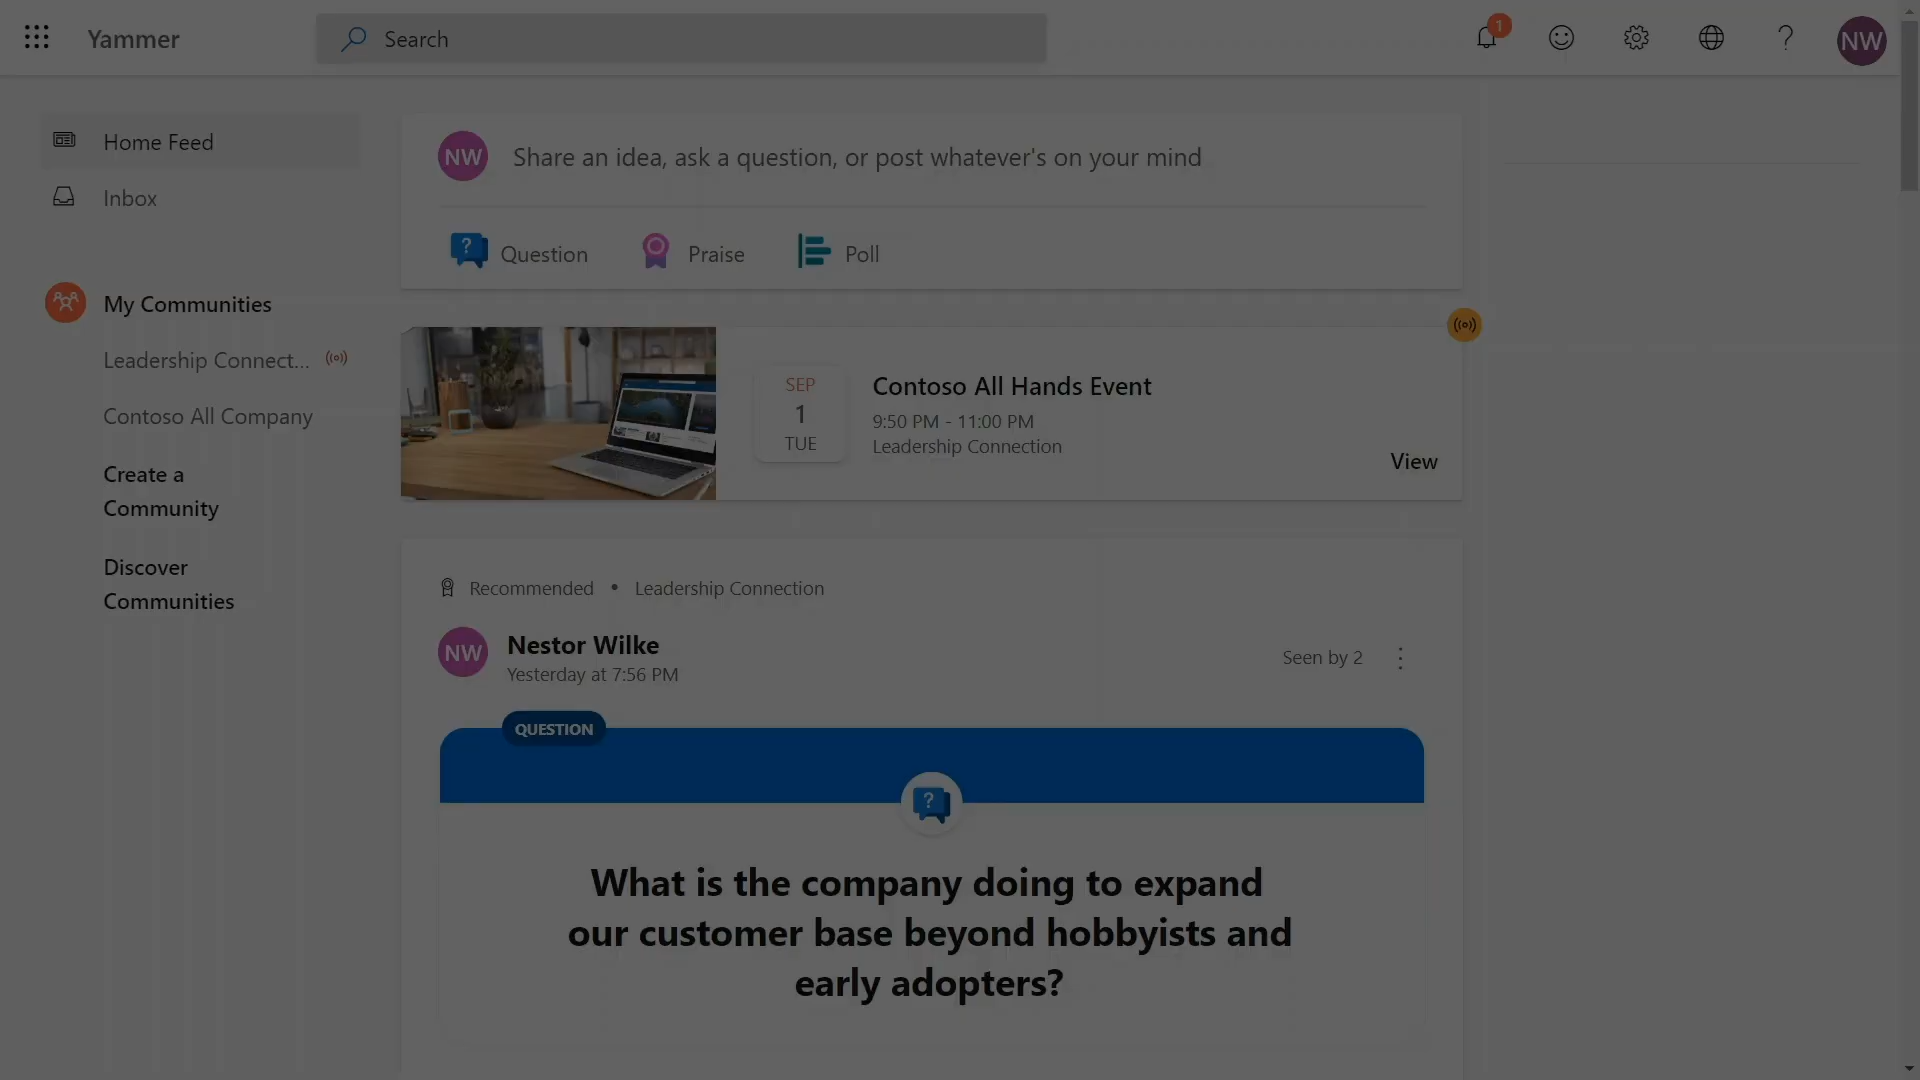 Yammer
Search
1
NW
Home Feed
Inbox
My Communities
Leadership Connect...
Contoso All Company
Create a
Community
Discover
Communities
NW
Share an idea, ask a question, or post whatever's on your mind
Question
Praise
Poll
SEP
1
TUE
Contoso All Hands Event
9:50 PM - 11:00 PM
Leadership Connection
View
Recommended • Leadership Connection
NW
Nestor Wilke
Yesterday at 7:56 PM
Seen by 2
QUESTION
What is the company doing to expand
our customer base beyond hobbyists and
early adopters?